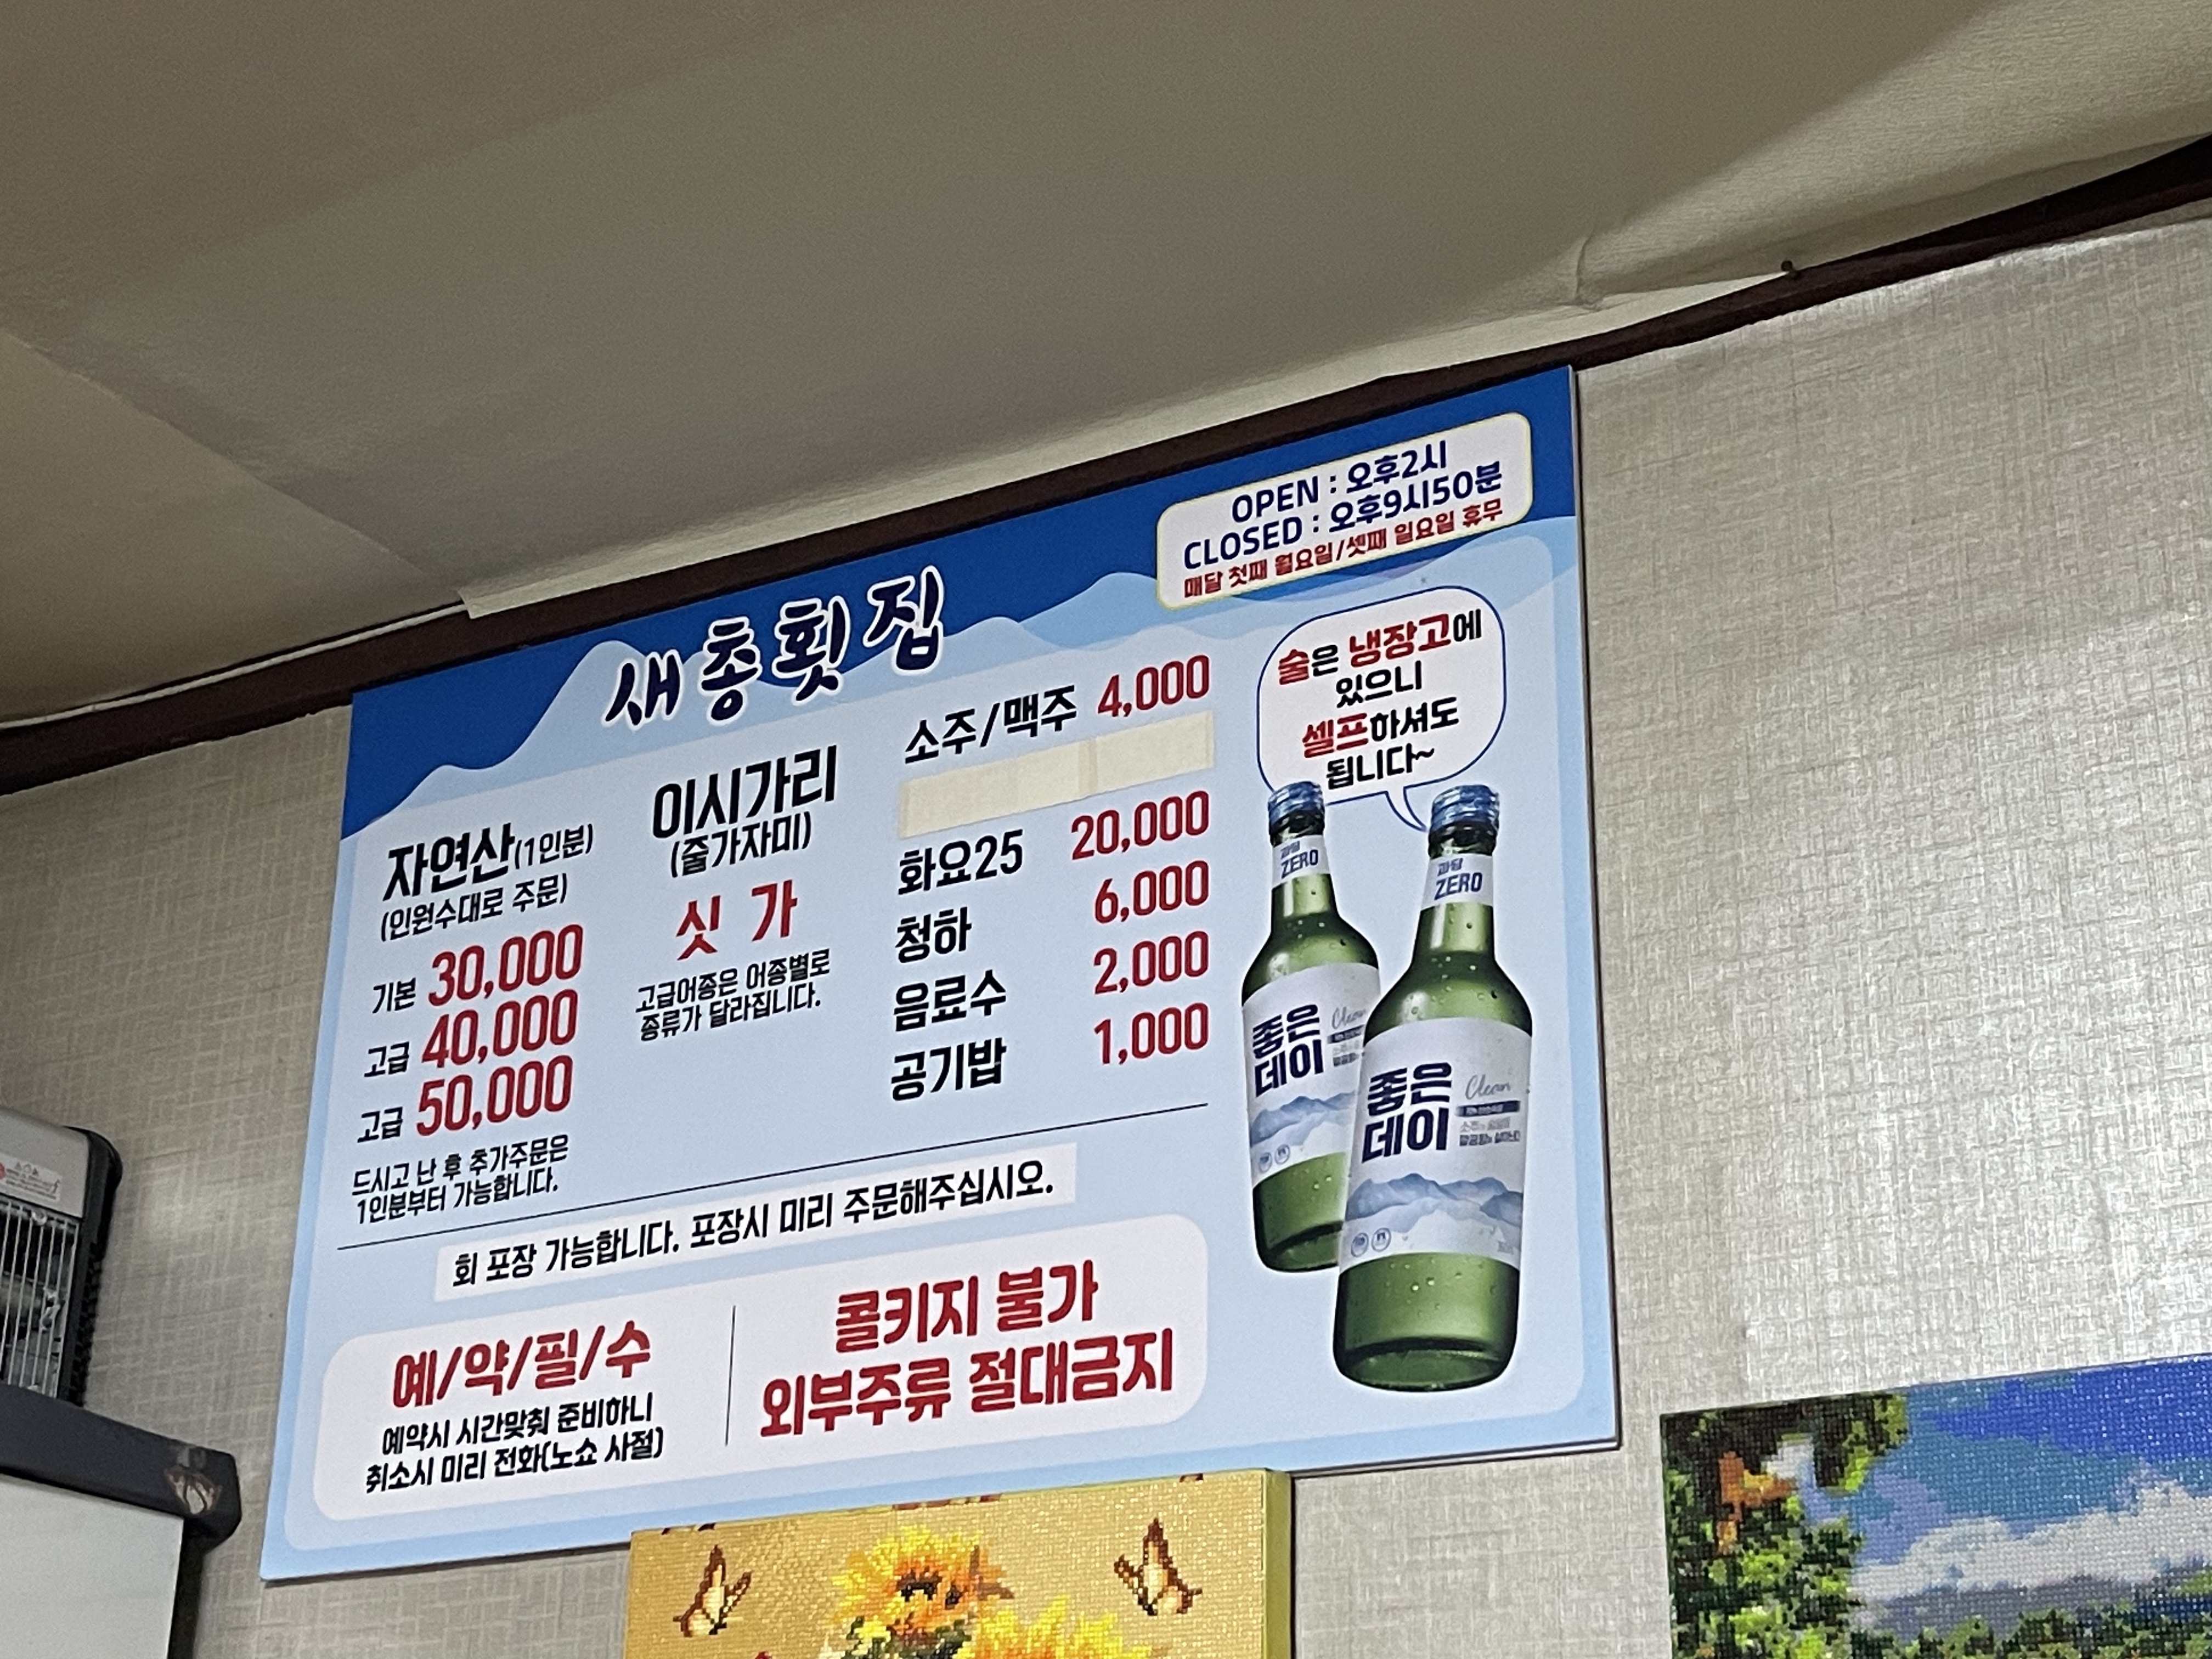 새총횟집
OPEN : 오후2시
CLOSED : 오후9시50분
매달 첫째 월요일/셋째 일요일 휴무
자연산(1인분)
(인원수대로 주문)
기본 30,000
고급 40,000
고급 50,000
드시고 난 후 추가주문은
1인분부터 가능합니다.
이시가리
(줄가자미)
싯 가
고급어종은 어종별로
종류가 달라집니다.
소주/맥주 4,000
화요25 20,000
청하 6,000
음료수 2,000
공기밥 1,000
술은 냉장고에
있으니
셀프하셔도
됩니다~
과당
ZERO
과당
ZERO
좋은
데이
Clean
좋은
데이
Clean
회 포장 가능합니다. 포장시 미리 주문해주십시오.
예/약/필/수
예약시 시간맞춰 준비하니
취소시 미리 전화(노쇼 사절)
콜키지 불가
외부주류 절대금지